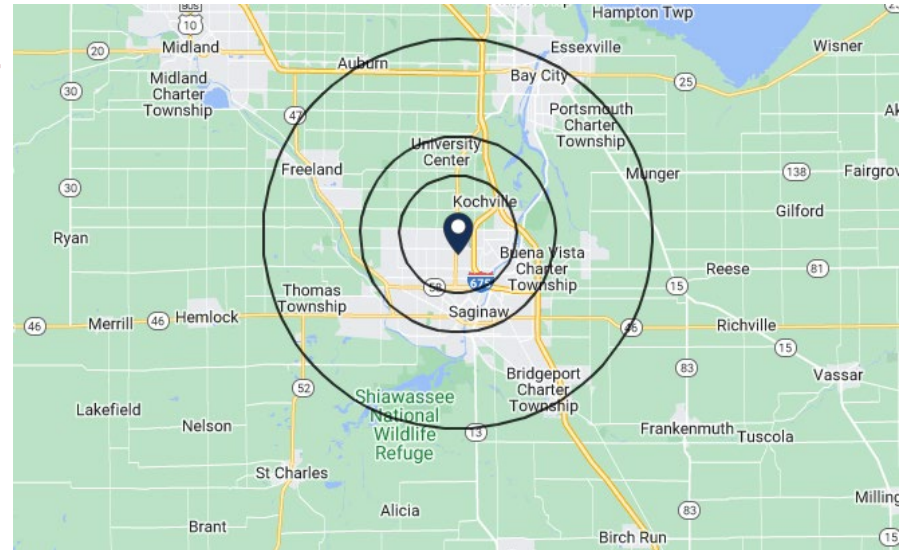 Hampton Twp
10
Midland
20
Auburn
Essexville
Wisner
Bay City
25
30
Midland
Charter
Township
47
Portsmouth
Charter
Township
University
Center
Freeland
Munger
138
30
Kochville
Gilford
Ryan
Buena Vista
Charter
Township
Reese
81
58
675
15
Thomas
Township
Saginaw
46
Merrill
46
Hemlock
46
Richville
15
52
Bridgeport
Charter
Township
83
Vassar
Shiawassee
National
Wildlife
Refuge
Lakefield
Nelson
13
Frankenmuth
Tuscola
St Charles
Alicia
83
Brant
Birch Run
15